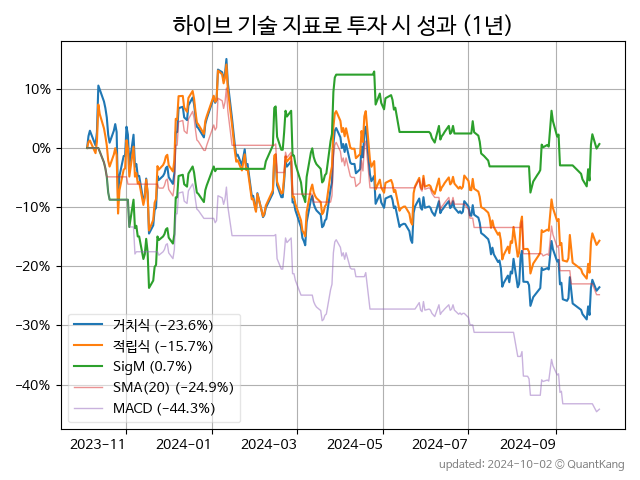 하이브 기술 지표로 투자 시 성과 (1년)
10%
0%
−10%
−20%
−30%
−40%
거치식 (−23.6%)
적립식 (−15.7%)
SigM (0.7%)
SMA(20) (−24.9%)
MACD (−44.3%)
2023-11 2024-01 2024-03 2024-05 2024-07 2024-09
updated: 2024-10-02 © QuantKang